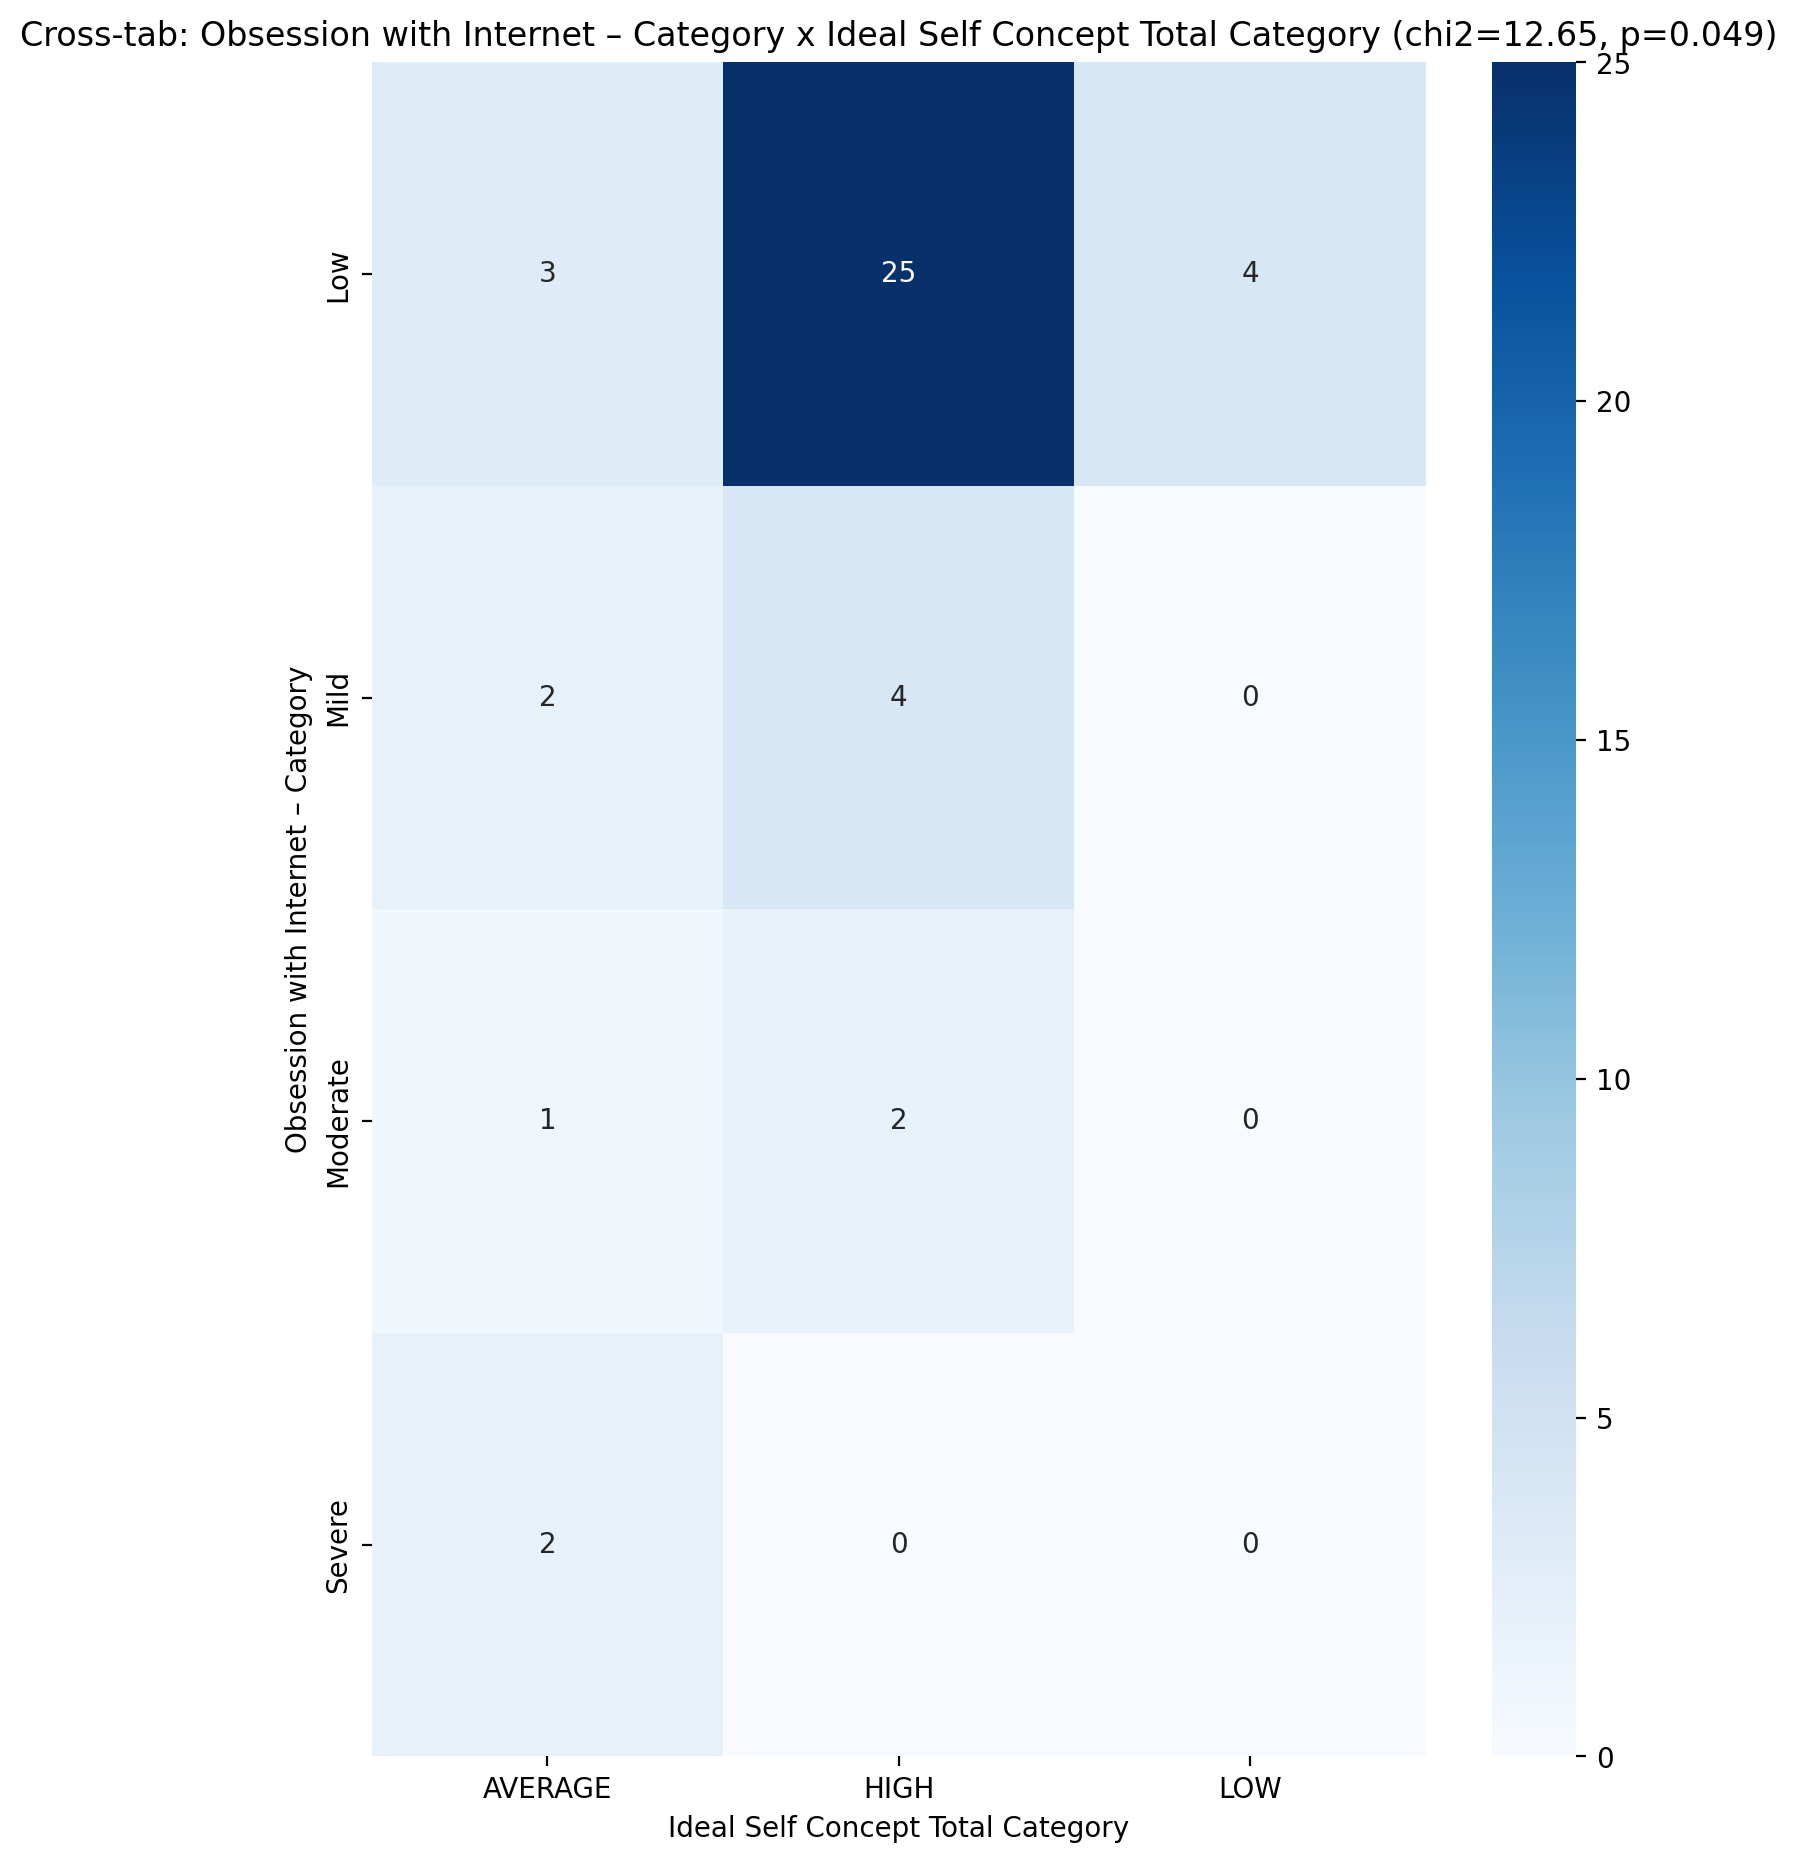 Cross-tab: Obsession with Internet – Category x Ideal Self Concept Total Category (chi2=12.65, p=0.049)
25
20
15
10
5
0
Obsession with Internet – Category
Low
3 25 4
Mild
2 4 0
Moderate
1 2 0
Severe
2 0 0
AVERAGE HIGH LOW
Ideal Self Concept Total Category